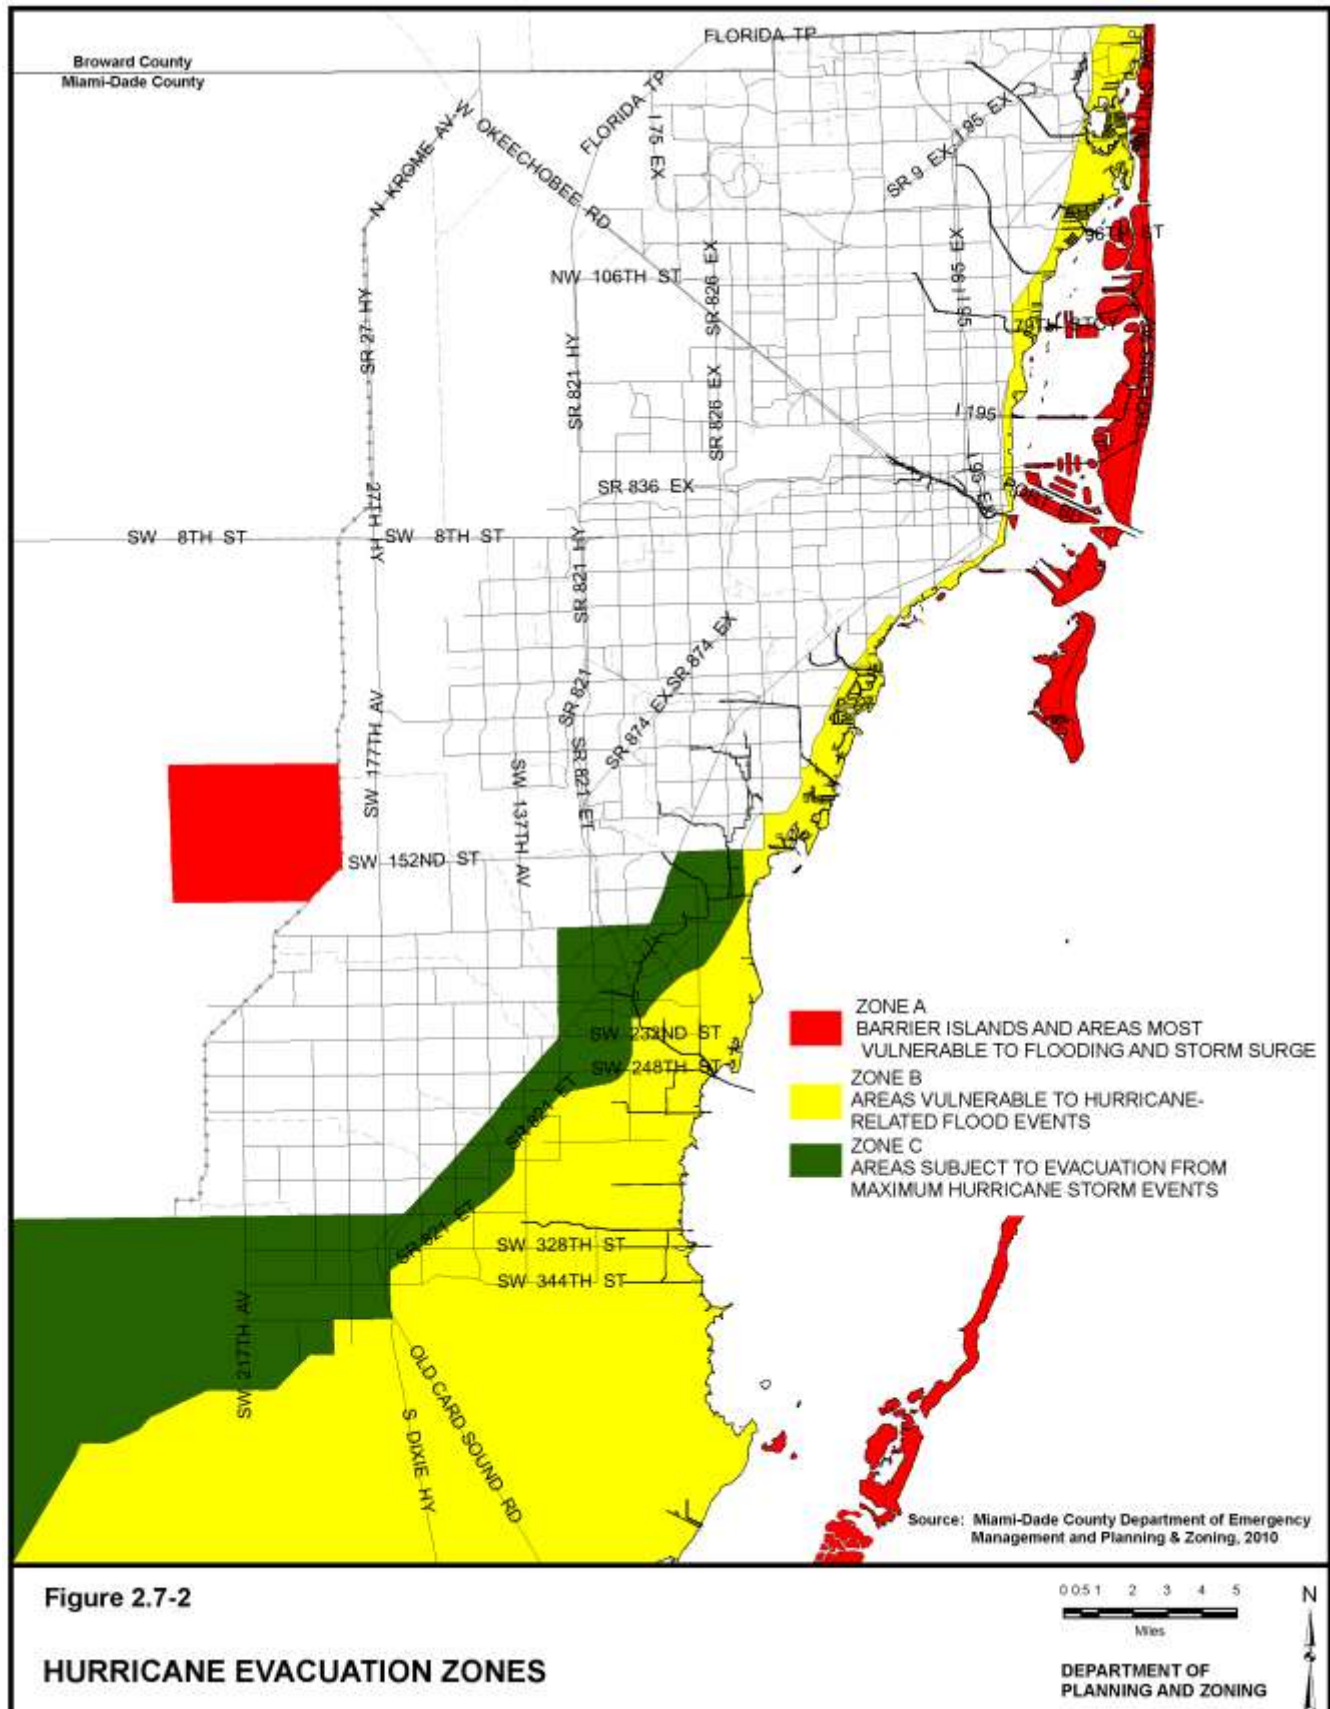 FLORIDA TP
Broward County
Miami-Dade County
FLORIDA TP
I 75 EX
SR 9 EX I 95 EX
N KROME AV
W OKEECHOBEE RD
96TH ST
NW 106TH ST
SR 826 EX
I 95 EX
I 95
SR 27 HY
79TH ST CY
SR 821 HY
SR 826 EX
I 195
SR 836 EX
I 95 EX
27TH HY
SW 8TH ST
SW 8TH ST
SR 821 HY
SR 874 EX
SR 874 EX
SR 821
SW 177TH AV
SR 821 ET
SW 137TH AV
SW 152ND ST
ZONE A
BARRIER ISLANDS AND AREAS MOST
VULNERABLE TO FLOODING AND STORM SURGE
SW 232ND ST
SW 248TH ST
ZONE B
AREAS VULNERABLE TO HURRICANE-
RELATED FLOOD EVENTS
SR 821 ET
ZONE C
AREAS SUBJECT TO EVACUATION FROM
MAXIMUM HURRICANE STORM EVENTS
SR 821 ET
SW 328TH ST
SW 344TH ST
SW 217TH AV
OLD CARD SOUND RD
S DIXIE HY
Source: Miami-Dade County Department of Emergency
Management and Planning & Zoning, 2010
Figure 2.7-2
0 0.5 1 2 3 4 5
Miles
N
HURRICANE EVACUATION ZONES
DEPARTMENT OF
PLANNING AND ZONING